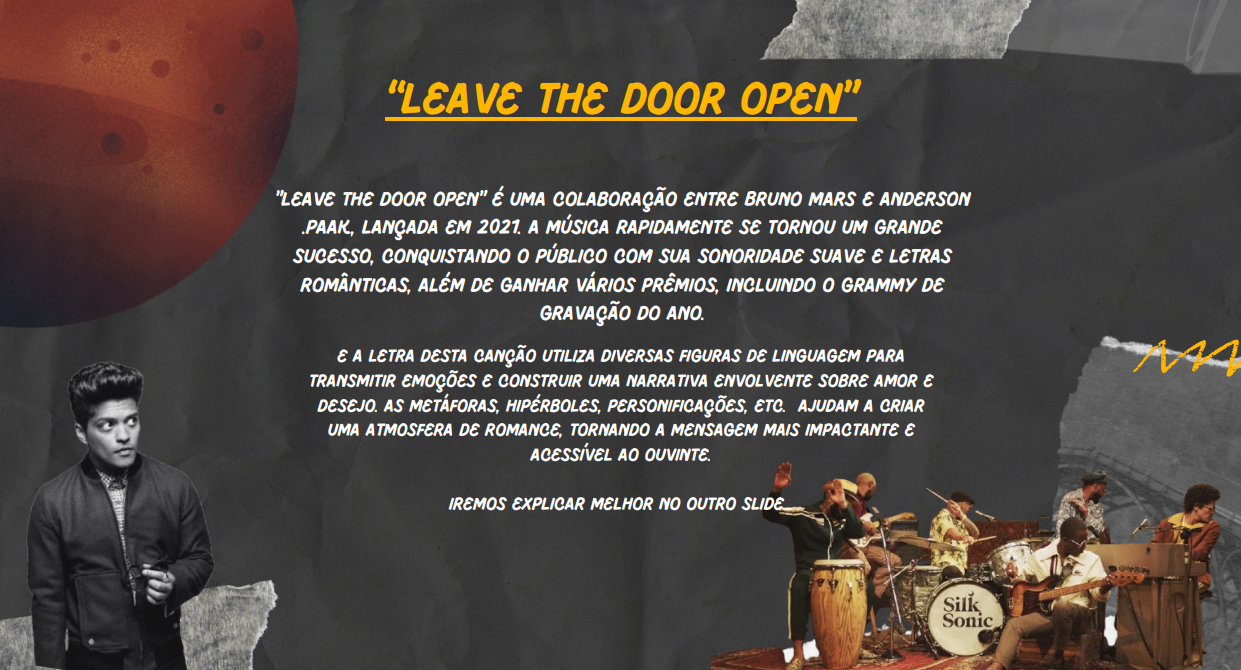 “LEAVE THE DOOR OPEN”
"LEAVE THE DOOR OPEN" É UMA COLABORAÇÃO ENTRE BRUNO MARS E ANDERSON
.PAAK, LANÇADA EM 2021. A MÚSICA RAPIDAMENTE SE TORNOU UM GRANDE
SUCESSO, CONQUISTANDO O PÚBLICO COM SUA SONORIDADE SUAVE E LETRAS
ROMÂNTICAS, ALÉM DE GANHAR VÁRIOS PRÊMIOS, INCLUINDO O GRAMMY DE
GRAVAÇÃO DO ANO.
E A LETRA DESTA CANÇÃO UTILIZA DIVERSAS FIGURAS DE LINGUAGEM PARA
TRANSMITIR EMOÇÕES E CONSTRUIR UMA NARRATIVA ENVOLVENTE SOBRE AMOR E
DESEJO. AS METÁFORAS, HIPÉRBOLES, PERSONIFICAÇÕES, ETC. AJUDAM A CRIAR
UMA ATMOSFERA DE ROMANCE, TORNANDO A MENSAGEM MAIS IMPACTANTE E
ACESSÍVEL AO OUVINTE.
IREMOS EXPLICAR MELHOR NO OUTRO SLIDE...
Silk
Sonic